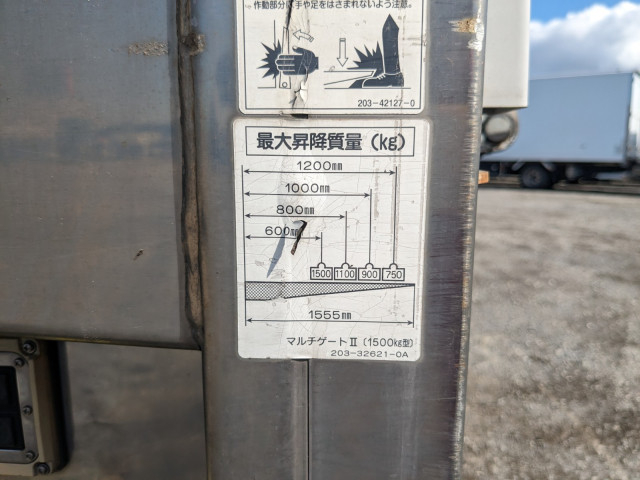 作動部分に手や足をはさまれないよう注意。
203-42127-0
最大昇降質量（kg）
1200mm
1000mm
800mm
600mm
1500 1100 900 750
1555mm
マルチゲートⅡ（1500kg型）
203-32621-0A